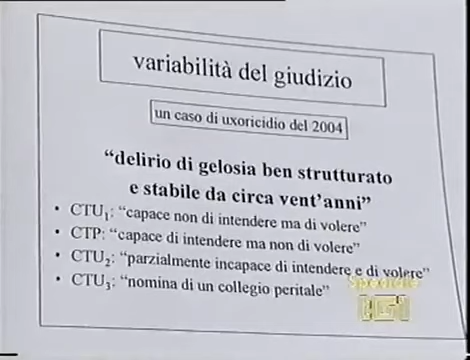 variabilità del giudizio
un caso di uxoricidio del 2004
“delirio di gelosia ben strutturato
e stabile da circa vent’anni”
• CTU₁: “capace non di intendere ma di volere”
• CTP: “capace di intendere ma non di volere”
• CTU₂: “parzialmente incapace di intendere e di volere”
• CTU₃: “nomina di un collegio peritale”
Speciale